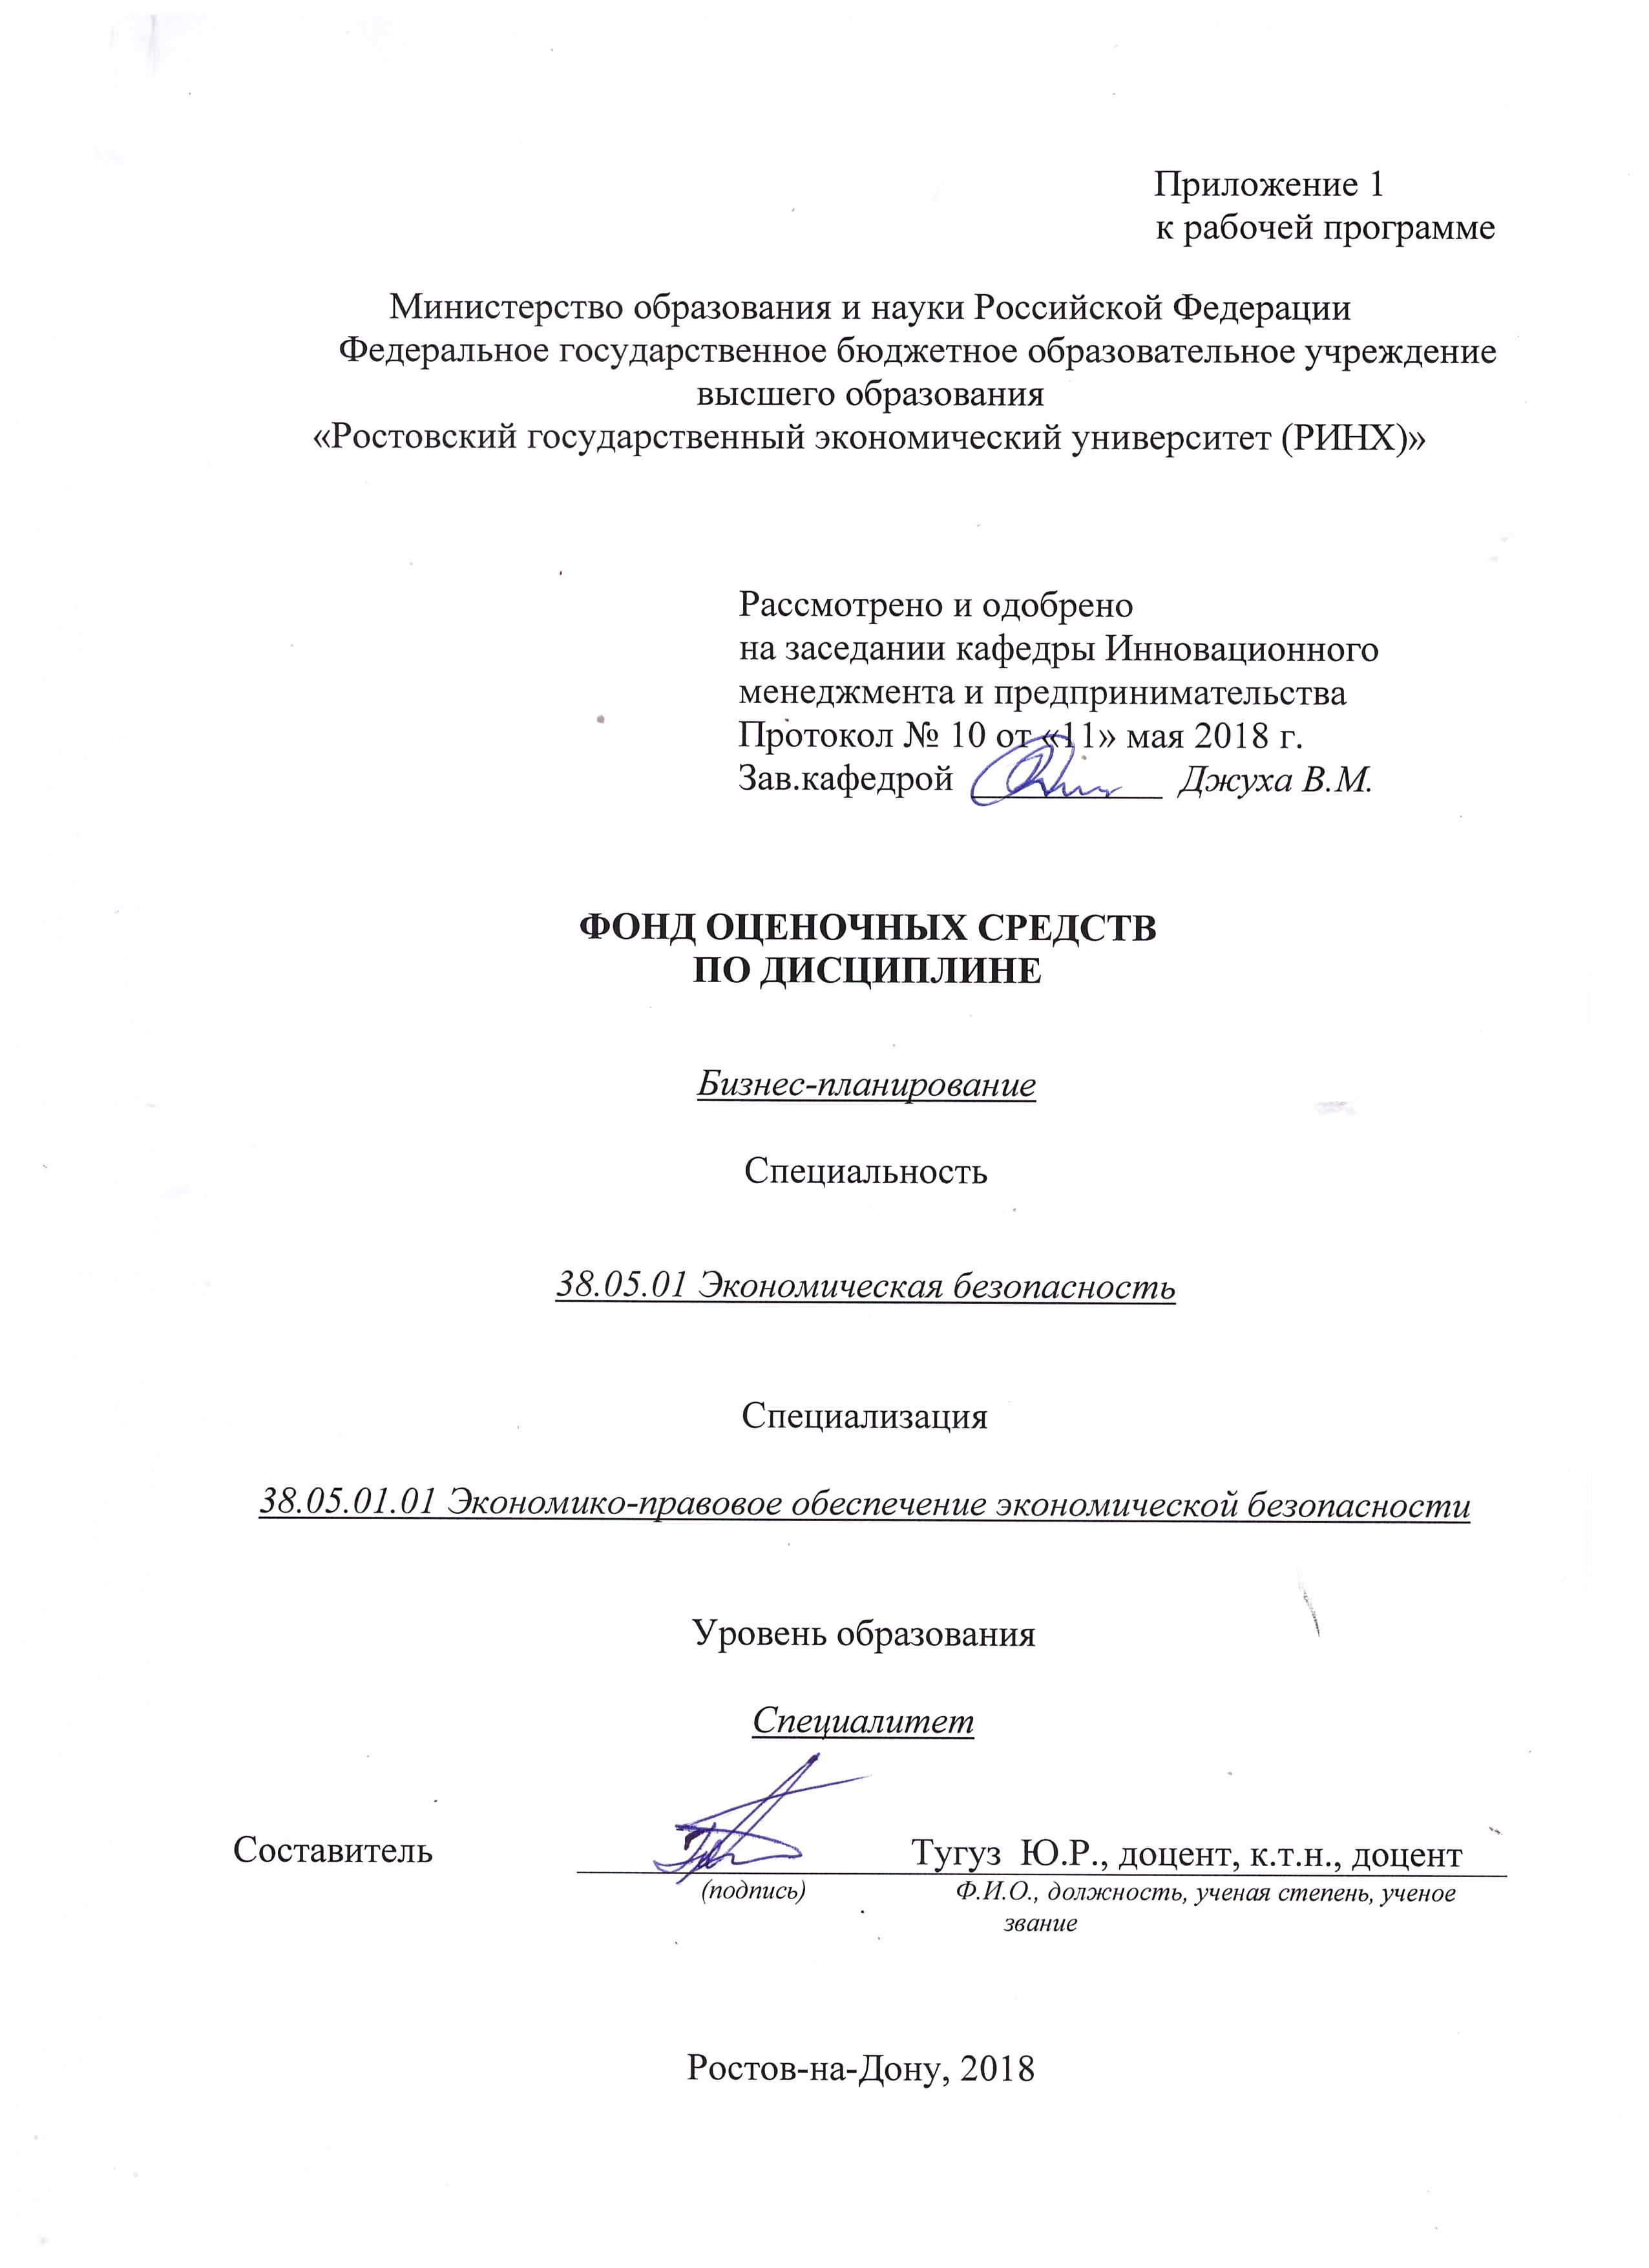 Приложение 1
к рабочей программе
Министерство образования и науки Российской Федерации
Федеральное государственное бюджетное образовательное учреждение
высшего образования
«Ростовский государственный экономический университет (РИНХ)»
Рассмотрено и одобрено
на заседании кафедры Инновационного
менеджмента и предпринимательства
Протокол № 10 от «11» мая 2018 г.
Зав.кафедрой Джуха В.М.
ФОНД ОЦЕНОЧНЫХ СРЕДСТВ
ПО ДИСЦИПЛИНЕ
Бизнес-планирование
Специальность
38.05.01 Экономическая безопасность
Специализация
38.05.01.01 Экономико-правовое обеспечение экономической безопасности
Уровень образования
Специалитет
Составитель Тугуз Ю.Р., доцент, к.т.н., доцент
(подпись) Ф.И.О., должность, ученая степень, ученое
звание
Ростов-на-Дону, 2018